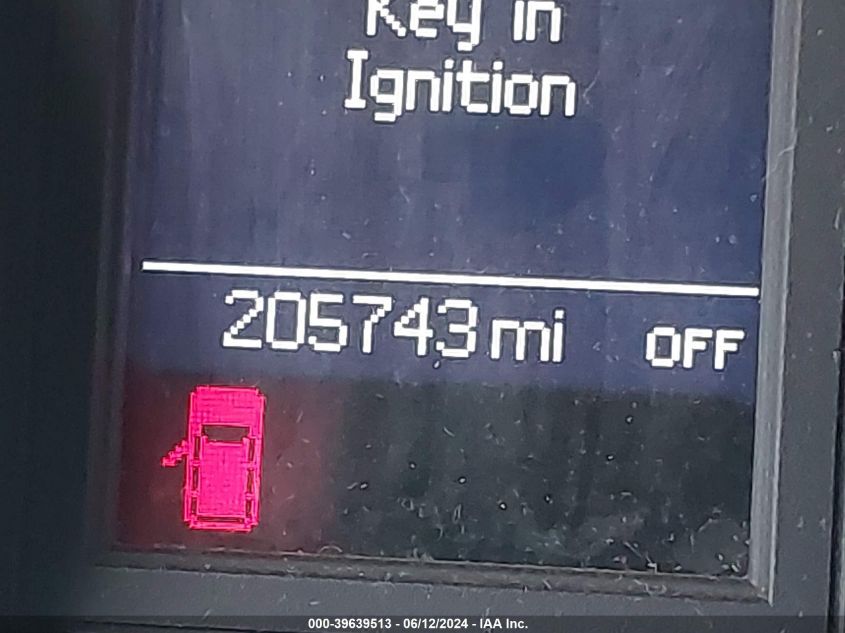 Key in
Ignition
205743 mi OFF
000-39639513 - 06/12/2024 - IAA Inc.